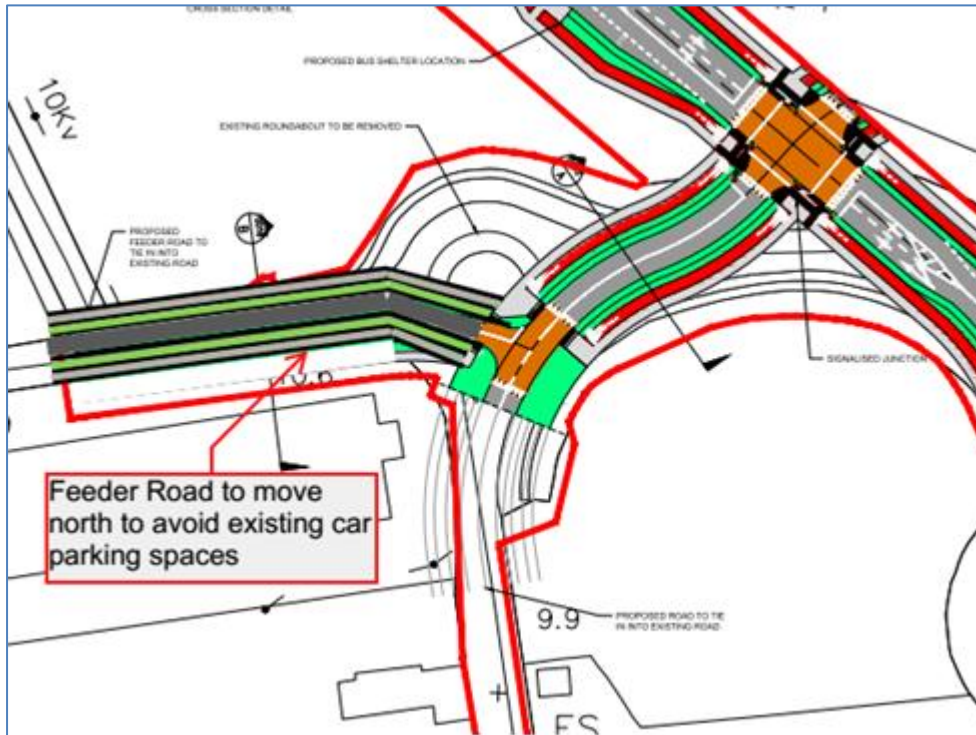 CROSS SECTION DETAIL
PROPOSED BUS SHELTER LOCATION
10Kv
EXISTING ROUNDABOUT TO BE REMOVED
A
B
PROPOSED
FEEDER ROAD TO
TIE IN INTO
EXISTING ROAD
SIGNALISED JUNCTION
Feeder Road to move
north to avoid existing car
parking spaces
9.9
PROPOSED ROAD TO TIE
IN INTO EXISTING ROAD
ES